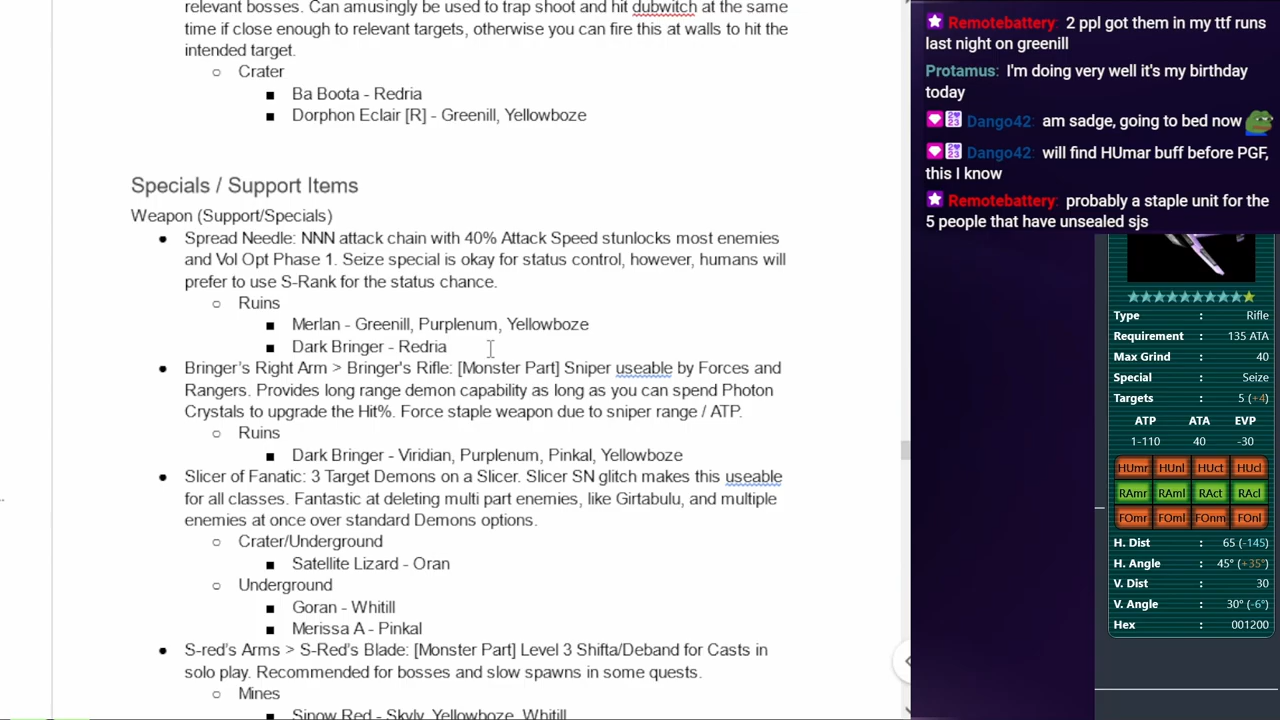 relevant bosses. Can amusingly be used to trap shoot and hit dubwitch at the same
time if close enough to relevant targets, otherwise you can fire this at walls to hit the
intended target.
Crater
Ba Boota - Redria
Dorphon Eclair [R] - Greenill, Yellowboze
Specials / Support Items
Weapon (Support/Specials)
Spread Needle: NNN attack chain with 40% Attack Speed stunlocks most enemies
and Vol Opt Phase 1. Seize special is okay for status control, however, humans will
prefer to use S-Rank for the status chance.
Ruins
Merlan - Greenill, Purplenum, Yellowboze
Dark Bringer - Redria
Bringer's Right Arm > Bringer's Rifle: [Monster Part] Sniper useable by Forces and
Rangers. Provides long range demon capability as long as you can spend Photon
Crystals to upgrade the Hit%. Force staple weapon due to sniper range / ATP.
Ruins
Dark Bringer - Viridian, Purplenum, Pinkal, Yellowboze
Slicer of Fanatic: 3 Target Demons on a Slicer. Slicer SN glitch makes this useable
for all classes. Fantastic at deleting multi part enemies, like Girtabulu, and multiple
enemies at once over standard Demons options.
Crater/Underground
Satellite Lizard - Oran
Underground
Goran - Whitill
Merissa A - Pinkal
S-red's Arms > S-Red's Blade: [Monster Part] Level 3 Shifta/Deband for Casts in
solo play. Recommended for bosses and slow spawns in some quests.
Mines
Sinow Red - Skyly, Yellowboze, Whitill
Remotebattery: 2 ppl got them in my ttf runs
last night on greenill
Protamus: I'm doing very well it's my birthday
today
Dango42: am sadge, going to bed now
Dango42: will find HUmar buff before PGF,
this I know
Remotebattery: probably a staple unit for the
5 people that have unsealed sjs
Type : Rifle
Requirement : 135 ATA
Max Grind : 40
Special : Seize
Targets : 5 (+4)
ATP ATA EVP
1-110 40 -30
HUmr HUnl HUct HUcl
RAmr RAml RAct RAcl
FOmr FOml FOnm FOnl
H. Dist : 65 (-145)
H. Angle : 45° (+35°)
V. Dist : 30
V. Angle : 30° (-6°)
Hex : 001200